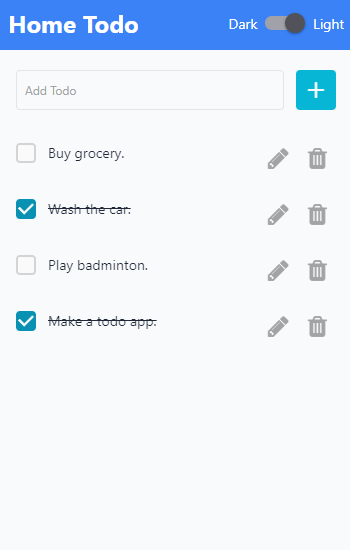 Home Todo
Dark Light
Add Todo
Buy grocery.
Wash the car.
Play badminton.
Make a todo app.